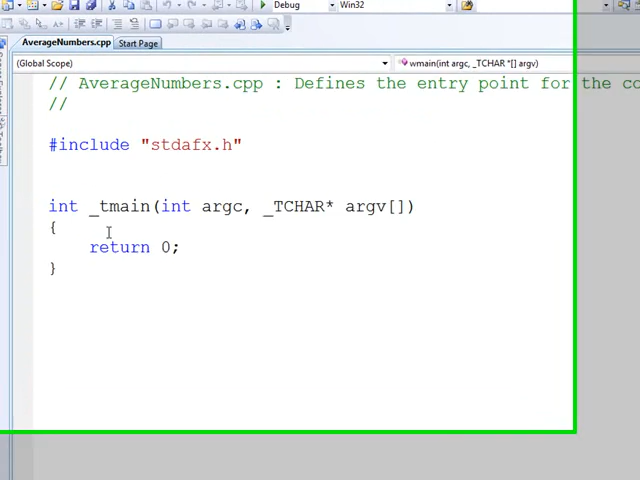 Debug Win32
AverageNumbers.cpp Start Page
(Global Scope) wmain(int argc, _TCHAR *[] argv)
// AverageNumbers.cpp : Defines the entry point for the co
//
#include "stdafx.h"
int _tmain(int argc, _TCHAR* argv[])
{
return 0;
}